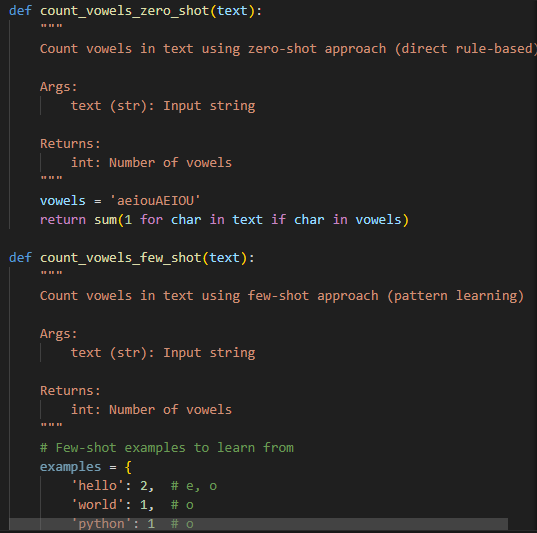 def count_vowels_zero_shot(text):
    """
    Count vowels in text using zero-shot approach (direct rule-based)

    Args:
        text (str): Input string

    Returns:
        int: Number of vowels
    """
    vowels = 'aeiouAEIOU'
    return sum(1 for char in text if char in vowels)

def count_vowels_few_shot(text):
    """
    Count vowels in text using few-shot approach (pattern learning)

    Args:
        text (str): Input string

    Returns:
        int: Number of vowels
    """
    # Few-shot examples to learn from
    examples = {
        'hello': 2,  # e, o
        'world': 1,  # o
        'python': 1  # o